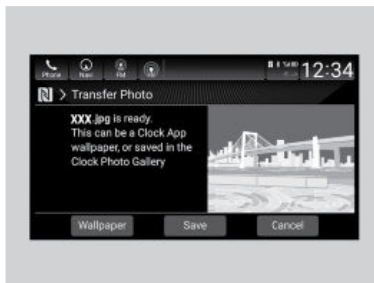 Phone Navi FM
12:34
Transfer Photo
XXX.jpg is ready.
This can be a Clock App
wallpaper, or saved in the
Clock Photo Gallery
Wallpaper Save Cancel